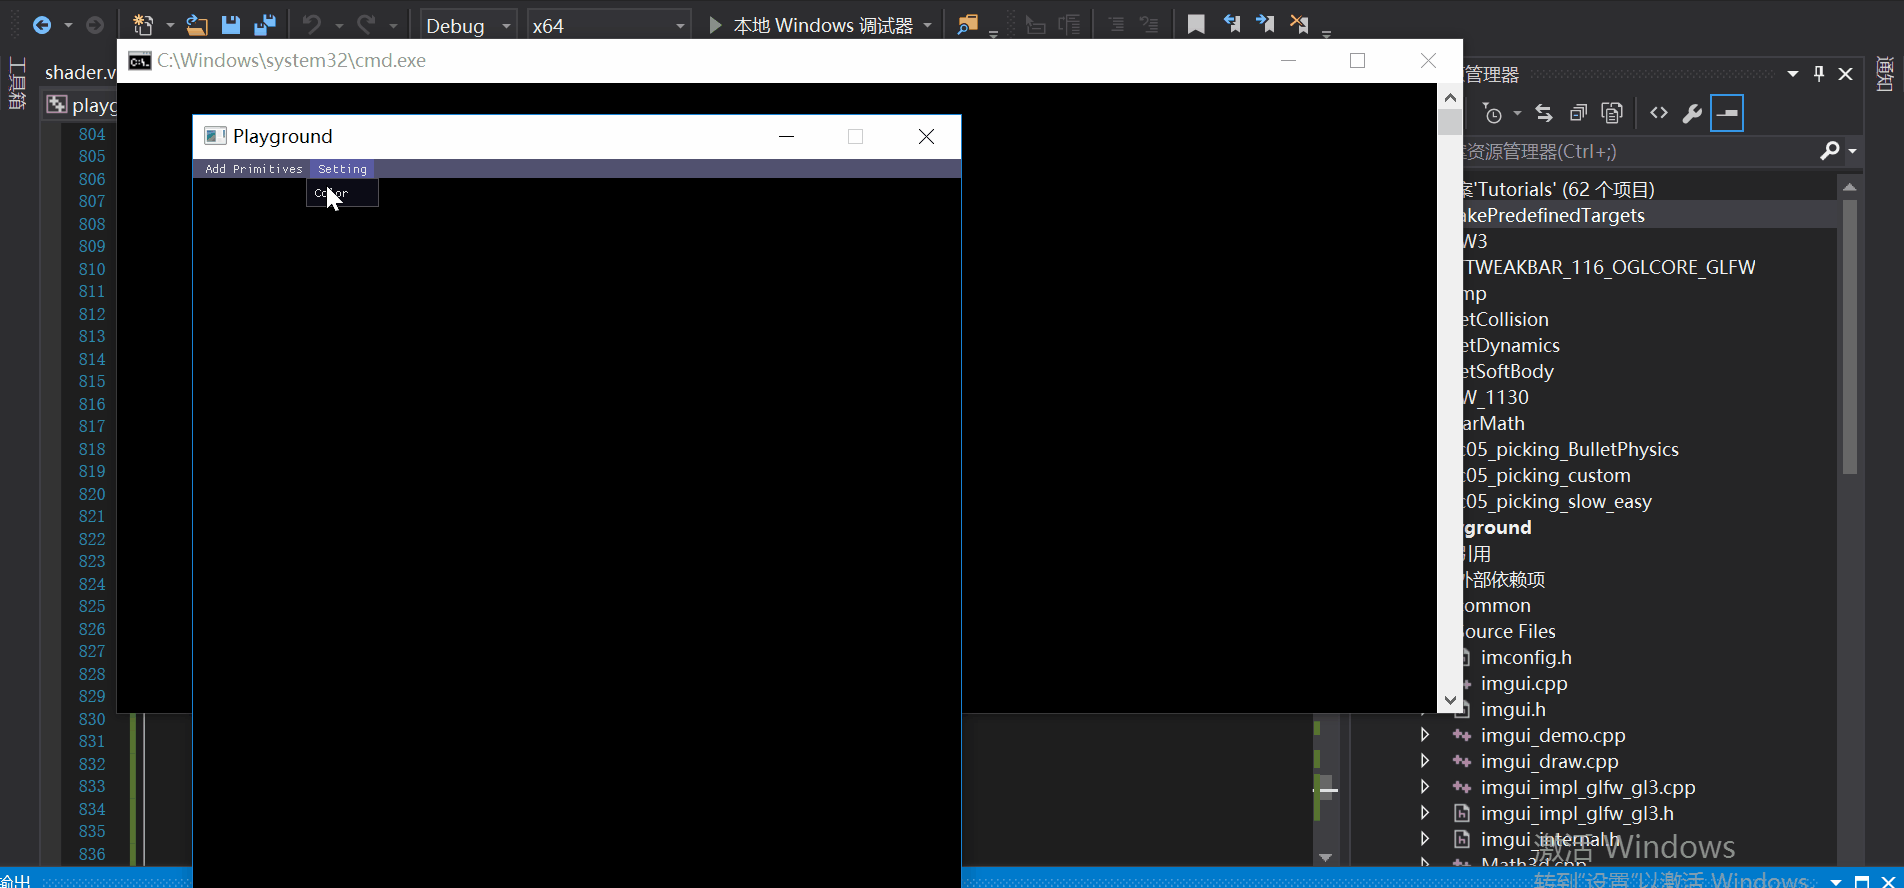 Debug
x64
本地 Windows 调试器
工具箱
shader.v
playg
C:\Windows\system32\cmd.exe
Playground
Add Primitives
Setting
804
805
806
807
808
809
810
811
812
813
814
815
816
817
818
819
820
821
822
823
824
825
826
827
828
829
830
831
832
833
834
835
836
管理器
通知
资源管理器(Ctrl+;)
案'Tutorials' (62 个项目)
akePredefinedTargets
W3
TWEAKBAR_116_OGLCORE_GLFW
mp
etCollision
etDynamics
etSoftBody
W_1130
arMath
c05_picking_BulletPhysics
c05_picking_custom
c05_picking_slow_easy
ground
引用
外部依赖项
ommon
ource Files
imconfig.h
imgui.cpp
imgui.h
imgui_demo.cpp
imgui_draw.cpp
imgui_impl_glfw_gl3.cpp
imgui_impl_glfw_gl3.h
imgui_internal.h
Math3d.cpp
激活 Windows
转到"设置"以激活 Windows
输出